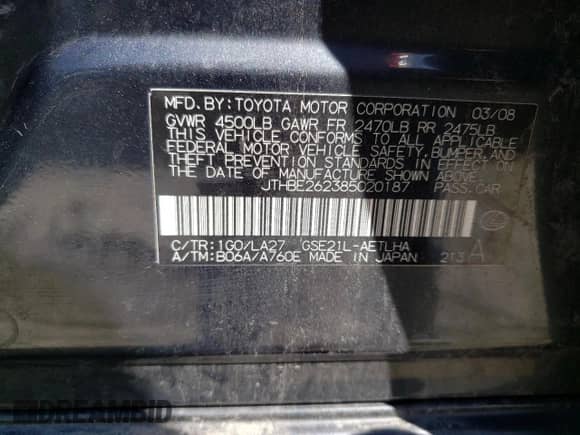 MFD. BY: TOYOTA MOTOR CORPORATION 03/08
GVWR 4500LB GAWR FR 2470LB RR 2475LB
THIS VEHICLE CONFORMS TO ALL APPLICABLE
FEDERAL MOTOR VEHICLE SAFETY, BUMPER AND
THEFT PREVENTION STANDARDS IN EFFECT ON
THE DATE OF MANUFACTURE SHOWN ABOVE.
JTHBE262385020187 PASS.CAR
C/TR:1G0/LA27 GSE21L-AETLHA
A/TM:B06A/A760E MADE IN JAPAN 213 A
DREAMBID